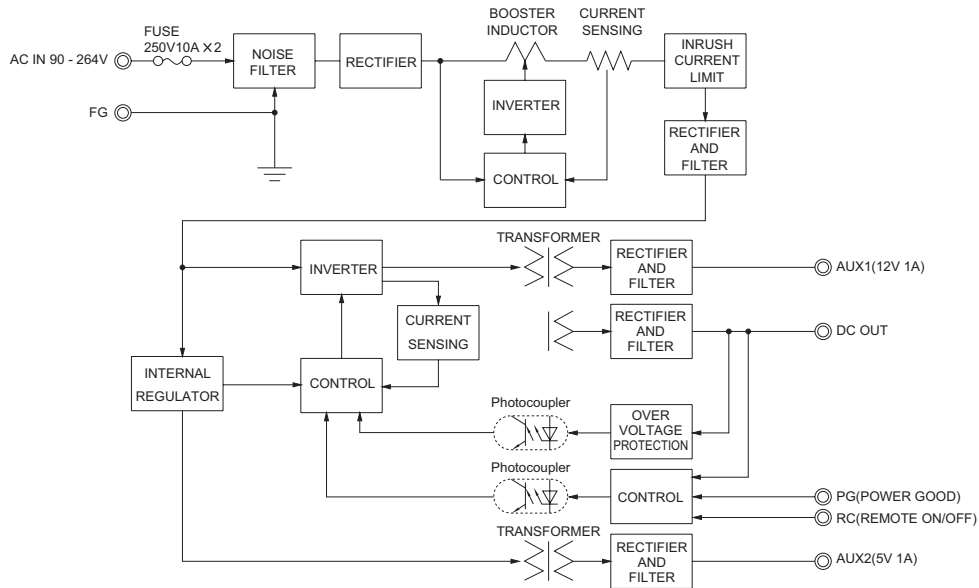 FUSE
250V10A ×2
BOOSTER
INDUCTOR
CURRENT
SENSING
AC IN 90 - 264V
NOISE
FILTER
RECTIFIER
INRUSH
CURRENT
LIMIT
INVERTER
FG
RECTIFIER
AND
FILTER
CONTROL
TRANSFORMER
INVERTER
RECTIFIER
AND
FILTER
AUX1(12V 1A)
CURRENT
SENSING
RECTIFIER
AND
FILTER
DC OUT
INTERNAL
REGULATOR
CONTROL
Photocoupler
OVER
VOLTAGE
PROTECTION
Photocoupler
CONTROL
PG(POWER GOOD)
RC(REMOTE ON/OFF)
TRANSFORMER
RECTIFIER
AND
FILTER
AUX2(5V 1A)